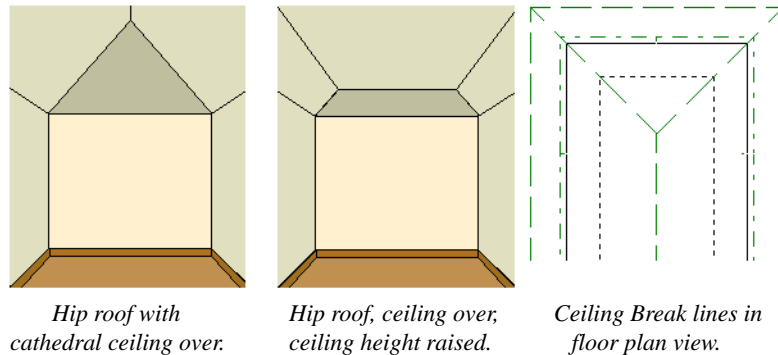 Hip roof with
cathedral ceiling over.
Hip roof, ceiling over,
ceiling height raised.
Ceiling Break lines in
floor plan view.